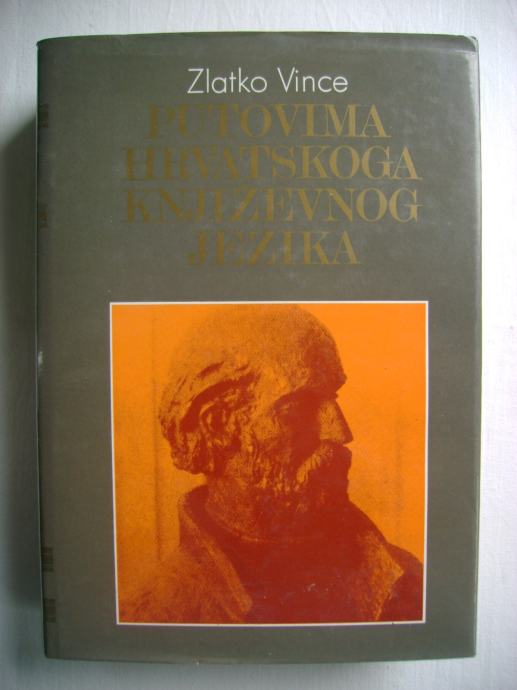 Zlatko Vince
PUTOVIMA
HRVATSKOGA
KNJIŽEVNOG
JEZIKA